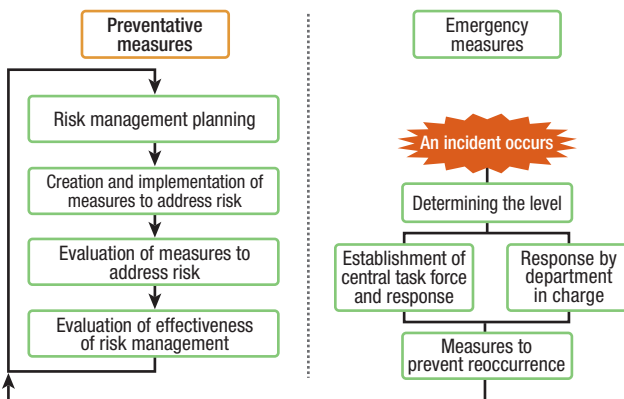 Preventative
measures
Risk management planning
Creation and implementation of
measures to address risk
Evaluation of measures to
address risk
Evaluation of effectiveness
of risk management
Emergency
measures
An incident occurs
Determining the level
Establishment of
central task force
and response
Response by
department
in charge
Measures to
prevent reoccurrence